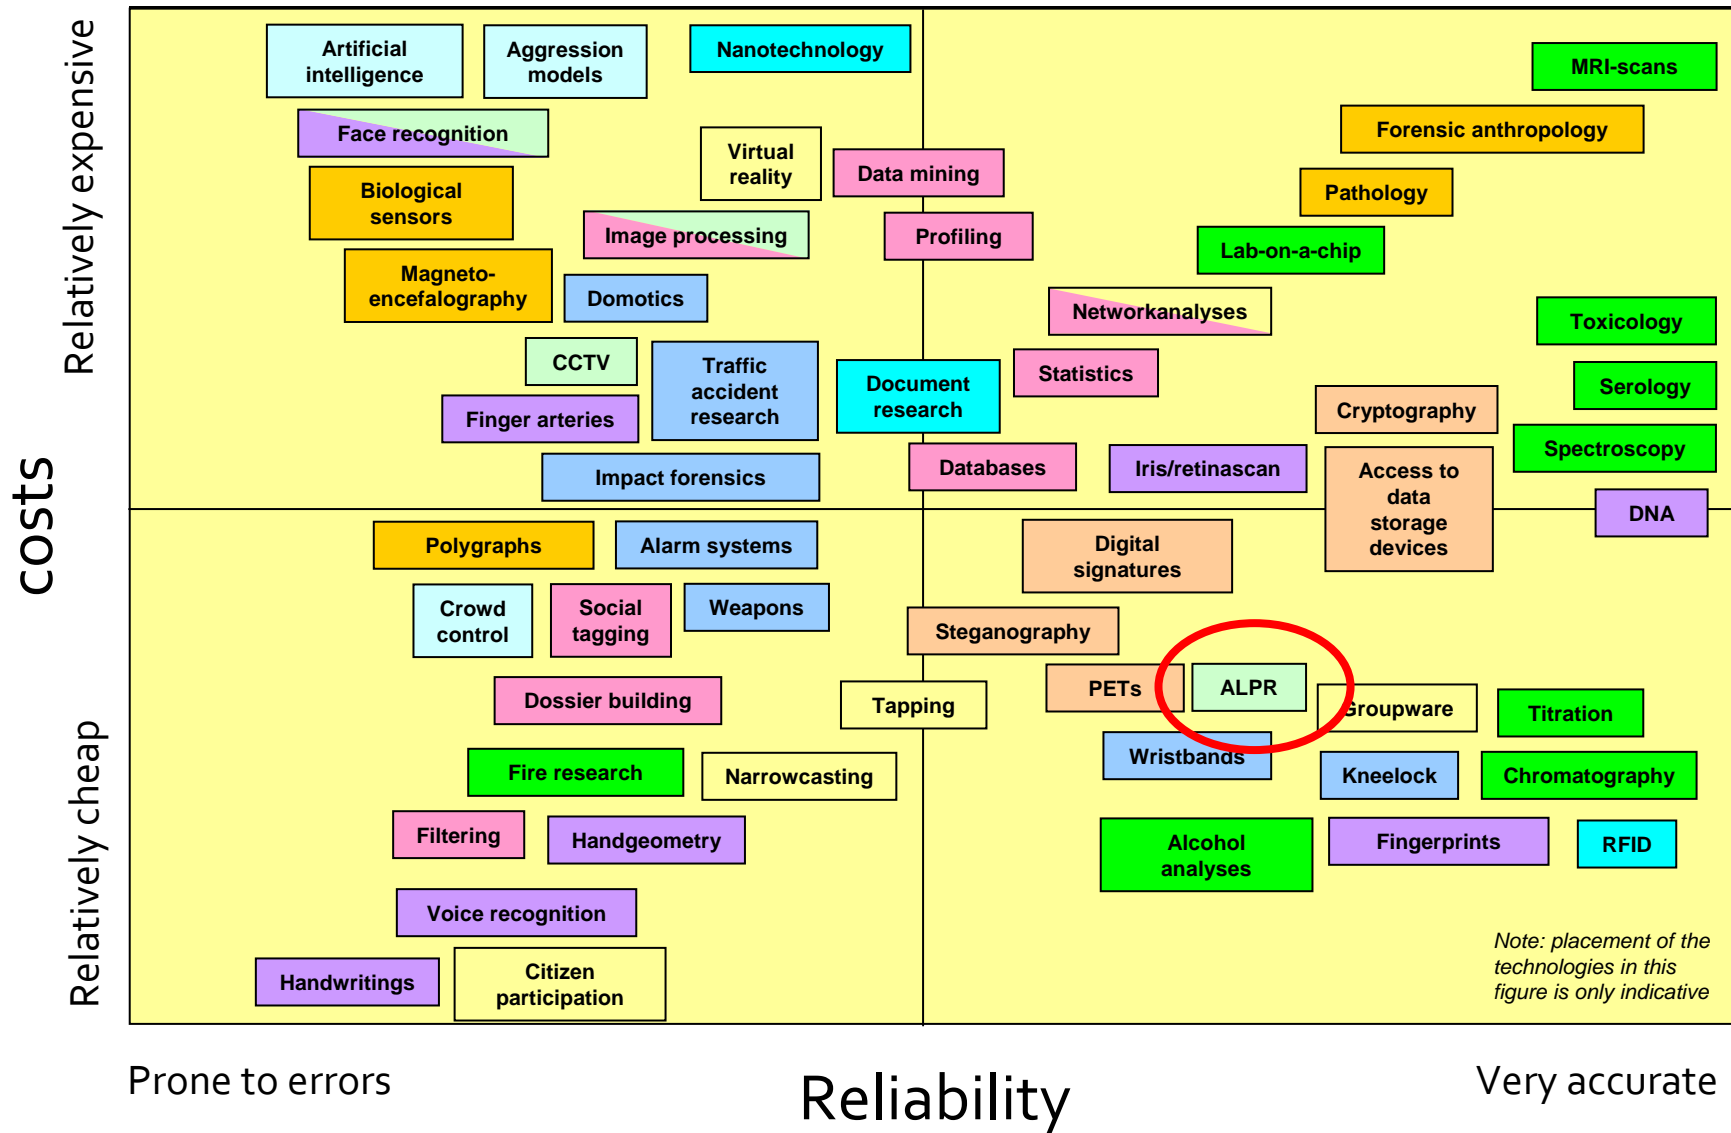 Artificial
intelligence
Aggression
models
Nanotechnology
MRI-scans
Face recognition
Forensic anthropology
Virtual
reality
Data mining
Biological
sensors
Pathology
Image processing
Profiling
Lab-on-a-chip
Magneto-
encefalography
Domotics
Networkanalyses
Toxicology
CCTV
Traffic
accident
research
Document
research
Statistics
Serology
Finger arteries
Cryptography
Spectroscopy
Impact forensics
Databases
Iris/retinascan
Access to
data
storage
devices
DNA
Polygraphs
Alarm systems
Digital
signatures
Crowd
control
Social
tagging
Weapons
Steganography
Dossier building
Tapping
PETs
ALPR
Groupware
Titration
Fire research
Narrowcasting
Wristbands
Kneelock
Chromatography
Filtering
Handgeometry
Alcohol
analyses
Fingerprints
RFID
Voice recognition
Handwritings
Citizen
participation
Note: placement of the
technologies in this
figure is only indicative
Relatively expensive
costs
Relatively cheap
Prone to errors
Reliability
Very accurate